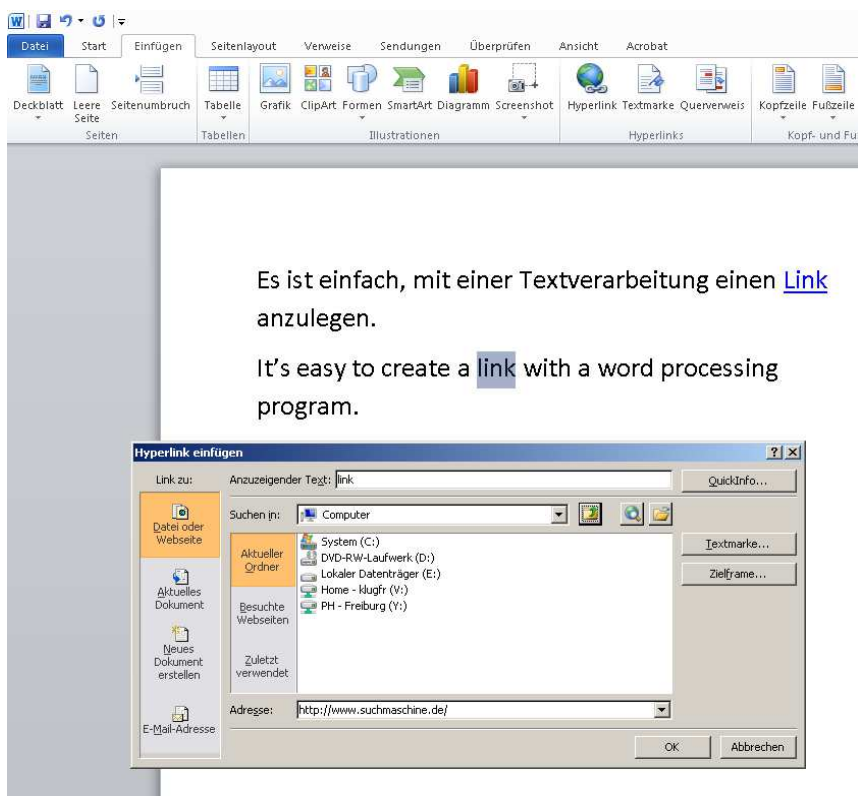 W
Datei Start Einfügen Seitenlayout Verweise Sendungen Überprüfen Ansicht Acrobat
Deckblatt Leere Seite Seitenumbruch Tabelle Grafik ClipArt Formen SmartArt Diagramm Screenshot Hyperlink Textmarke Querverweis Kopfzeile Fußzeile
Seiten Tabellen Illustrationen Hyperlinks Kopf- und Fu
Es ist einfach, mit einer Textverarbeitung einen Link
anzulegen.
It's easy to create a link with a word processing
program.
Hyperlink einfügen
Link zu: Anzuzeigender Text: link QuickInfo...
Datei oder
Webseite
Aktuelles
Dokument
Neues
Dokument
erstellen
E-Mail-Adresse
Suchen in: Computer
Aktueller
Ordner
Besuchte
Webseiten
Zuletzt
verwendet
System (C:)
DVD-RW-Laufwerk (D:)
Lokaler Datenträger (E:)
Home - klugfr (V:)
PH - Freiburg (Y:)
Textmarke...
Zielframe...
Adresse: http://www.suchmaschine.de/
OK Abbrechen